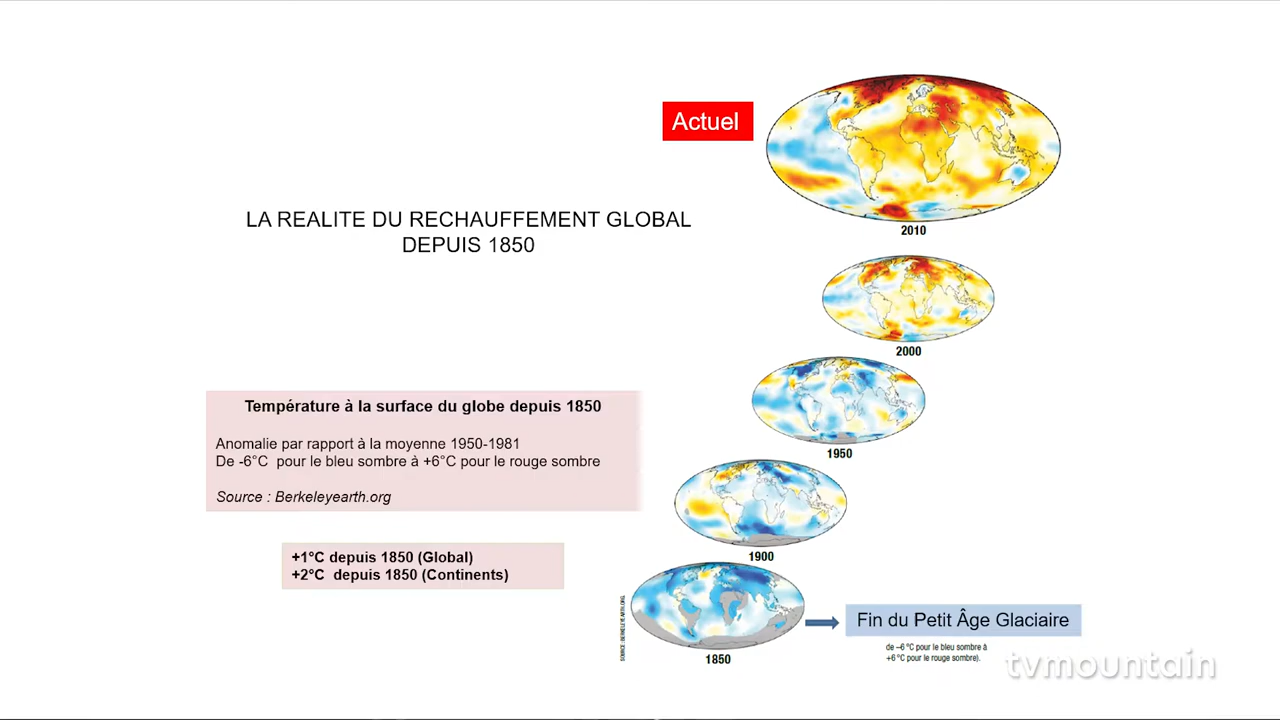 Actuel
2010
LA REALITE DU RECHAUFFEMENT GLOBAL
DEPUIS 1850
2000
Température à la surface du globe depuis 1850
Anomalie par rapport à la moyenne 1950-1981
De -6°C pour le bleu sombre à +6°C pour le rouge sombre
Source : Berkeleyearth.org
1950
+1°C depuis 1850 (Global)
+2°C depuis 1850 (Continents)
1900
SOURCE : BERKELEYEARTH.ORG
1850
Fin du Petit Âge Glaciaire
de –6 °C pour le bleu sombre à
+6 °C pour le rouge sombre).
tvmountain